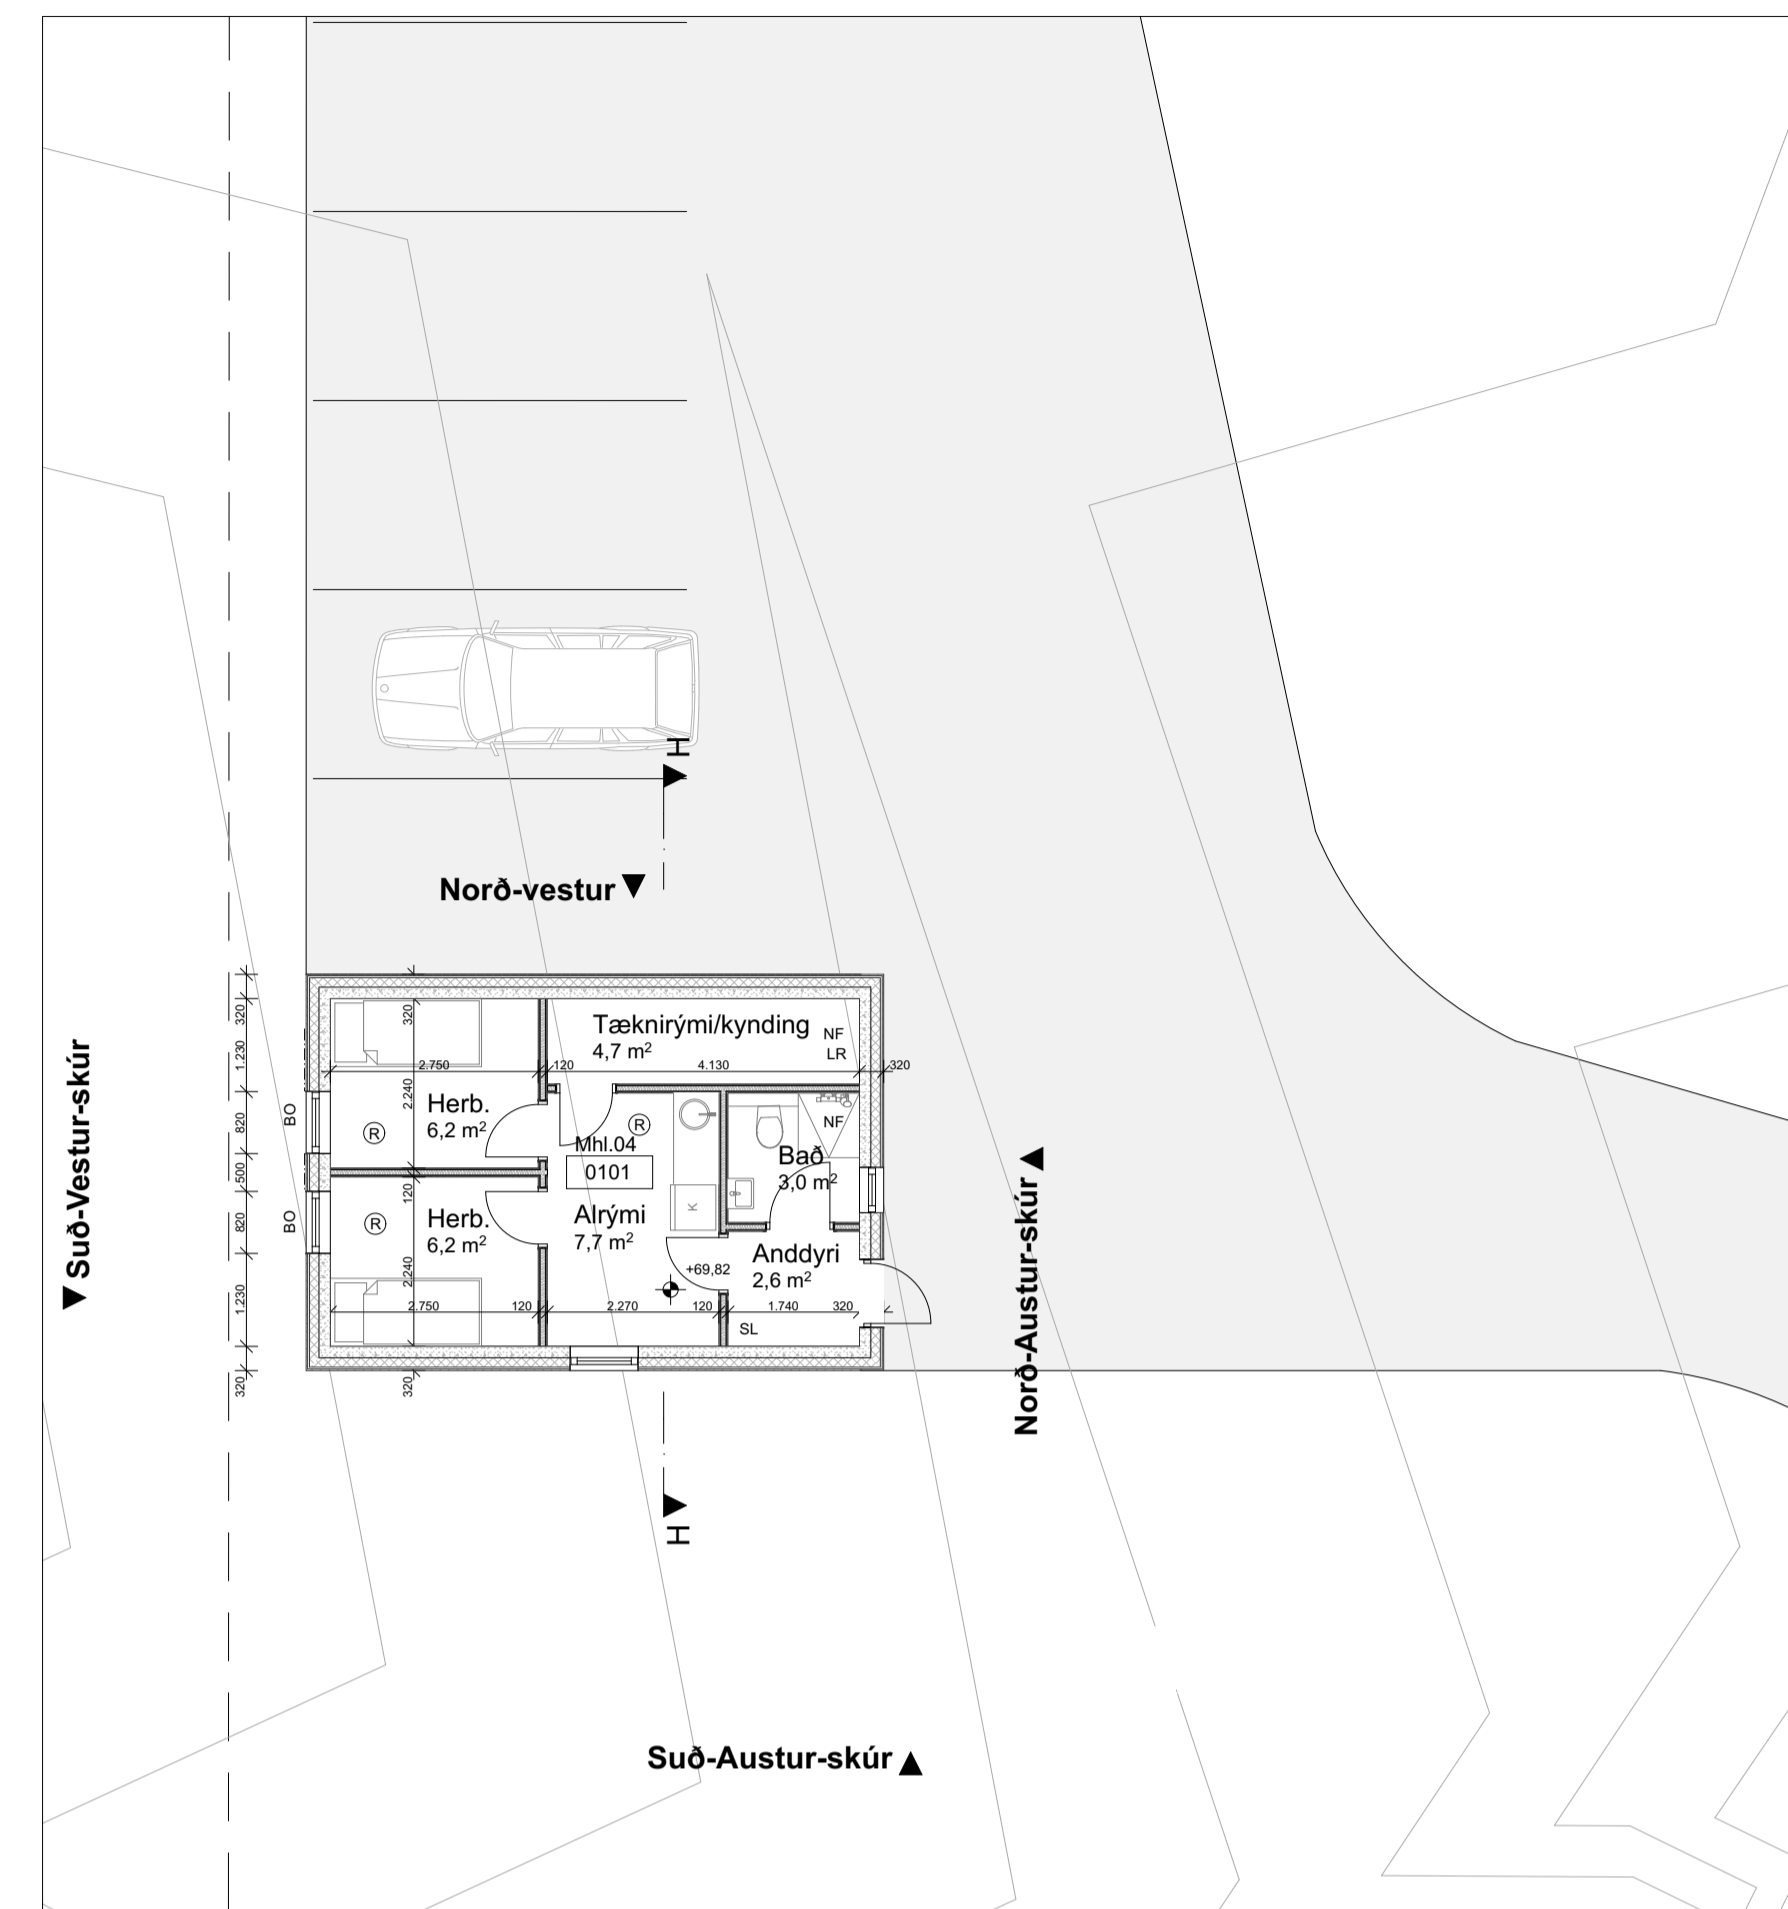 H
Norð-vestur
Suð-Vestur-skúr
Norð-Austur-skúr
Suð-Austur-skúr
H
320
1.230
820
500
820
1.230
320
BO
BO
320
2.240
120
2.240
320
Tæknirými/kynding
4,7 m²
NF
LR
2.750
120
4.130
320
Herb.
6,2 m²
R
R
Mhl.04
0101
NF
Bað
3,0 m²
K
Herb.
6,2 m²
R
Alrými
7,7 m²
Anddyri
2,6 m²
+69,82
2.750
120
2.270
120
1.740
320
SL